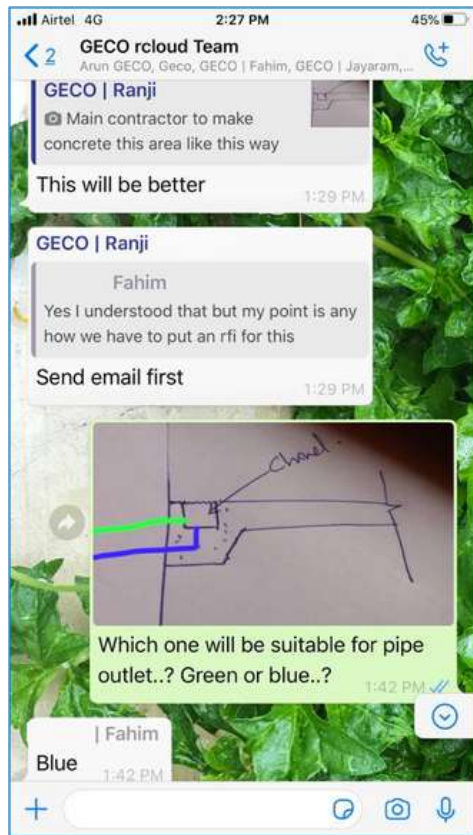 Airtel 4G 2:27 PM 45%
2 GECO rcloud Team
Arun GECO, Geco, GECO | Fahim, GECO | Jayaram,...
GECO | Ranji
Main contractor to make
concrete this area like this way
This will be better
1:29 PM
GECO | Ranji
Fahim
Yes I understood that but my point is any
how we have to put an rfi for this
Send email first
1:29 PM
Chanel.
Which one will be suitable for pipe
outlet..? Green or blue..?
1:42 PM
| Fahim
Blue
1:42 PM